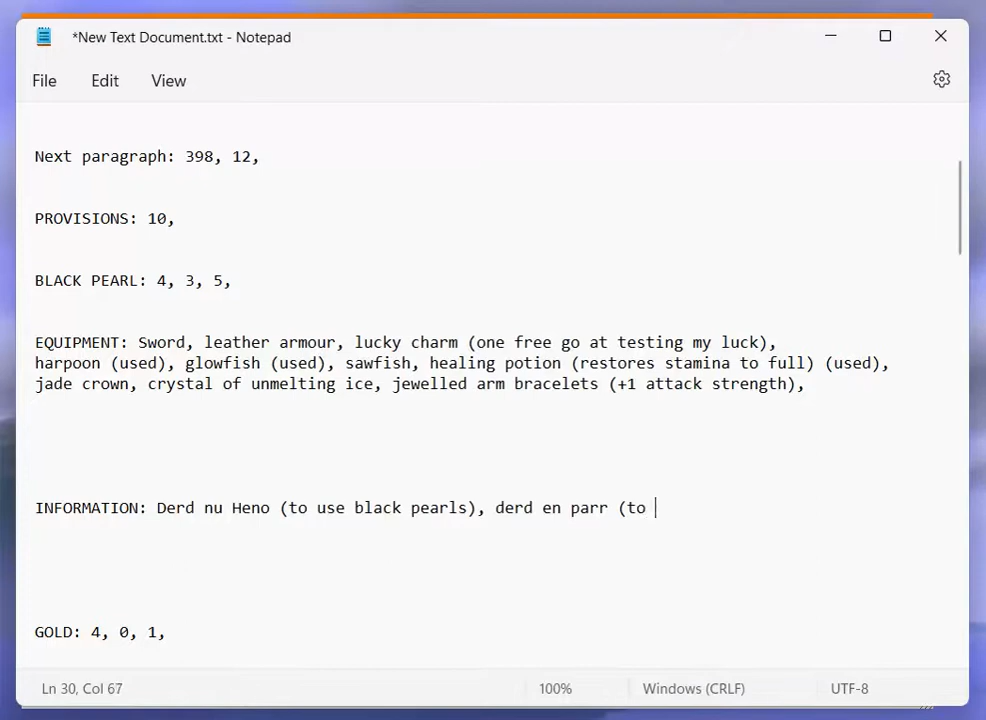 *New Text Document.txt - Notepad
File Edit View
Next paragraph: 398, 12,
PROVISIONS: 10,
BLACK PEARL: 4, 3, 5,
EQUIPMENT: Sword, leather armour, lucky charm (one free go at testing my luck),
harpoon (used), glowfish (used), sawfish, healing potion (restores stamina to full) (used),
jade crown, crystal of unmelting ice, jewelled arm bracelets (+1 attack strength),
INFORMATION: Derd nu Heno (to use black pearls), derd en parr (to
GOLD: 4, 0, 1,
Ln 30, Col 67 100% Windows (CRLF) UTF-8